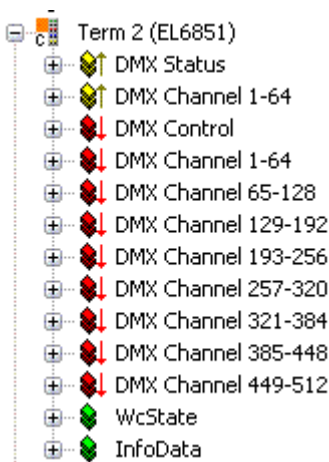 Term 2 (EL6851)
DMX Status
DMX Channel 1-64
DMX Control
DMX Channel 1-64
DMX Channel 65-128
DMX Channel 129-192
DMX Channel 193-256
DMX Channel 257-320
DMX Channel 321-384
DMX Channel 385-448
DMX Channel 449-512
WcState
InfoData